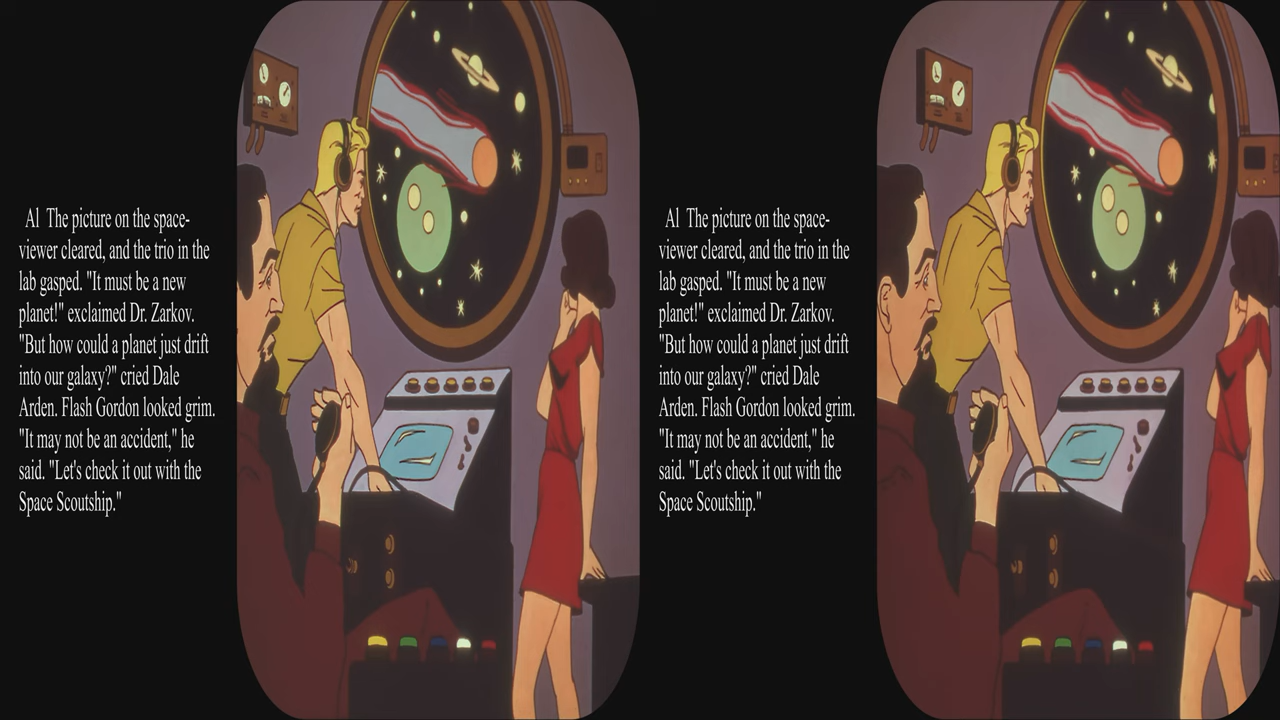 Al The picture on the space-
viewer cleared, and the trio in the
lab gasped. "It must be a new
planet!" exclaimed Dr. Zarkov.
"But how could a planet just drift
into our galaxy?" cried Dale
Arden. Flash Gordon looked grim.
"It may not be an accident," he
said. "Let's check it out with the
Space Scoutship."
Al The picture on the space-
viewer cleared, and the trio in the
lab gasped. "It must be a new
planet!" exclaimed Dr. Zarkov.
"But how could a planet just drift
into our galaxy?" cried Dale
Arden. Flash Gordon looked grim.
"It may not be an accident," he
said. "Let's check it out with the
Space Scoutship."